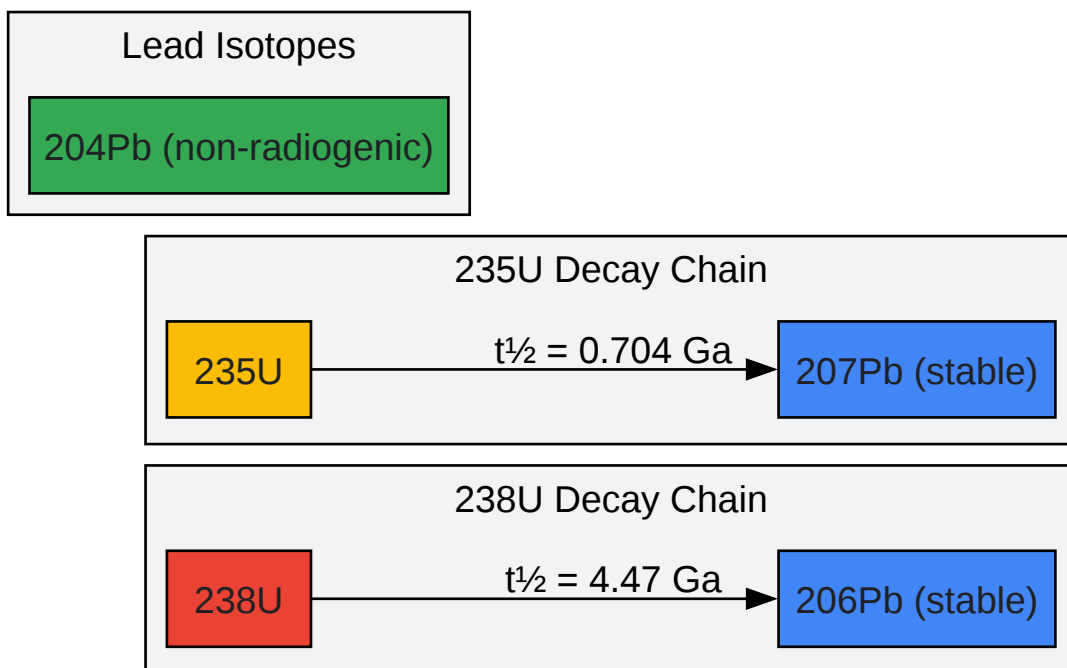 Lead Isotopes
204Pb (non-radiogenic)
235U Decay Chain
235U
t½ = 0.704 Ga
207Pb (stable)
238U Decay Chain
238U
t½ = 4.47 Ga
206Pb (stable)